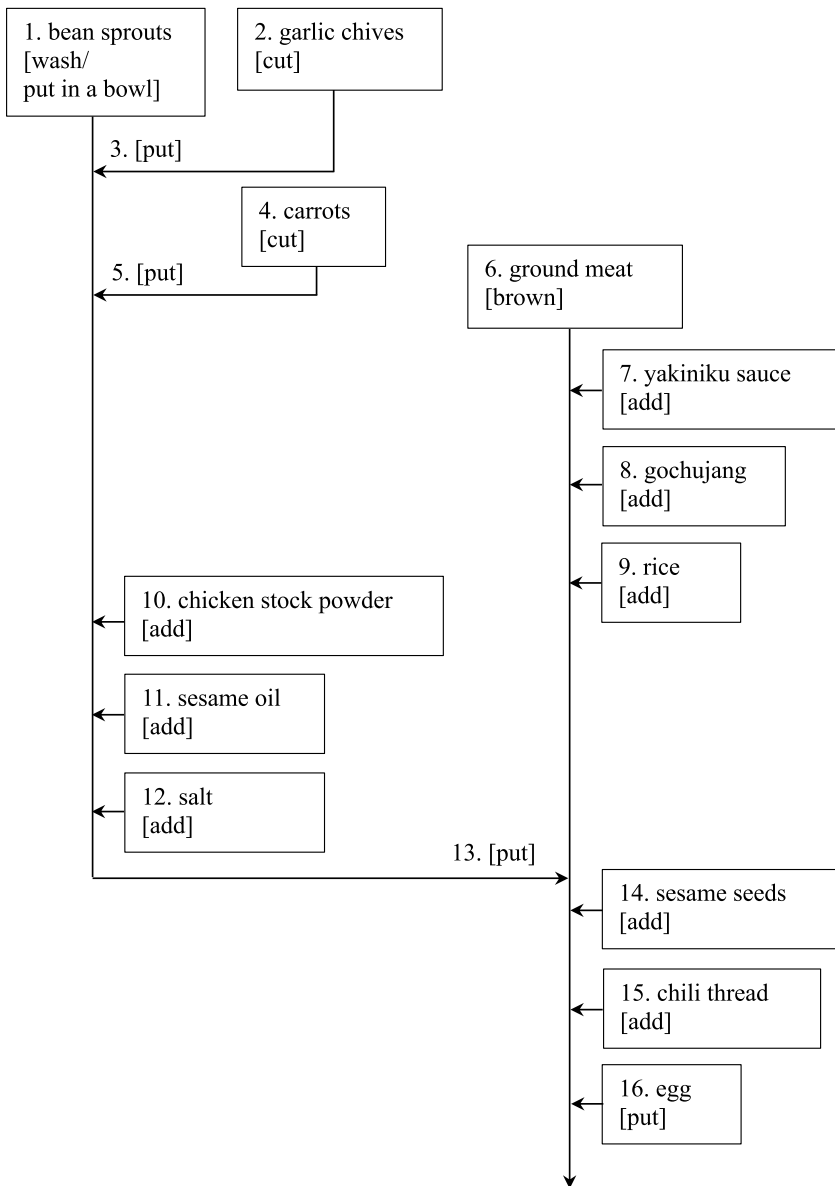 1. bean sprouts
[wash/
put in a bowl]
2. garlic chives
[cut]
3. [put]
4. carrots
[cut]
5. [put]
6. ground meat
[brown]
7. yakiniku sauce
[add]
8. gochujang
[add]
9. rice
[add]
10. chicken stock powder
[add]
11. sesame oil
[add]
12. salt
[add]
13. [put]
14. sesame seeds
[add]
15. chili thread
[add]
16. egg
[put]